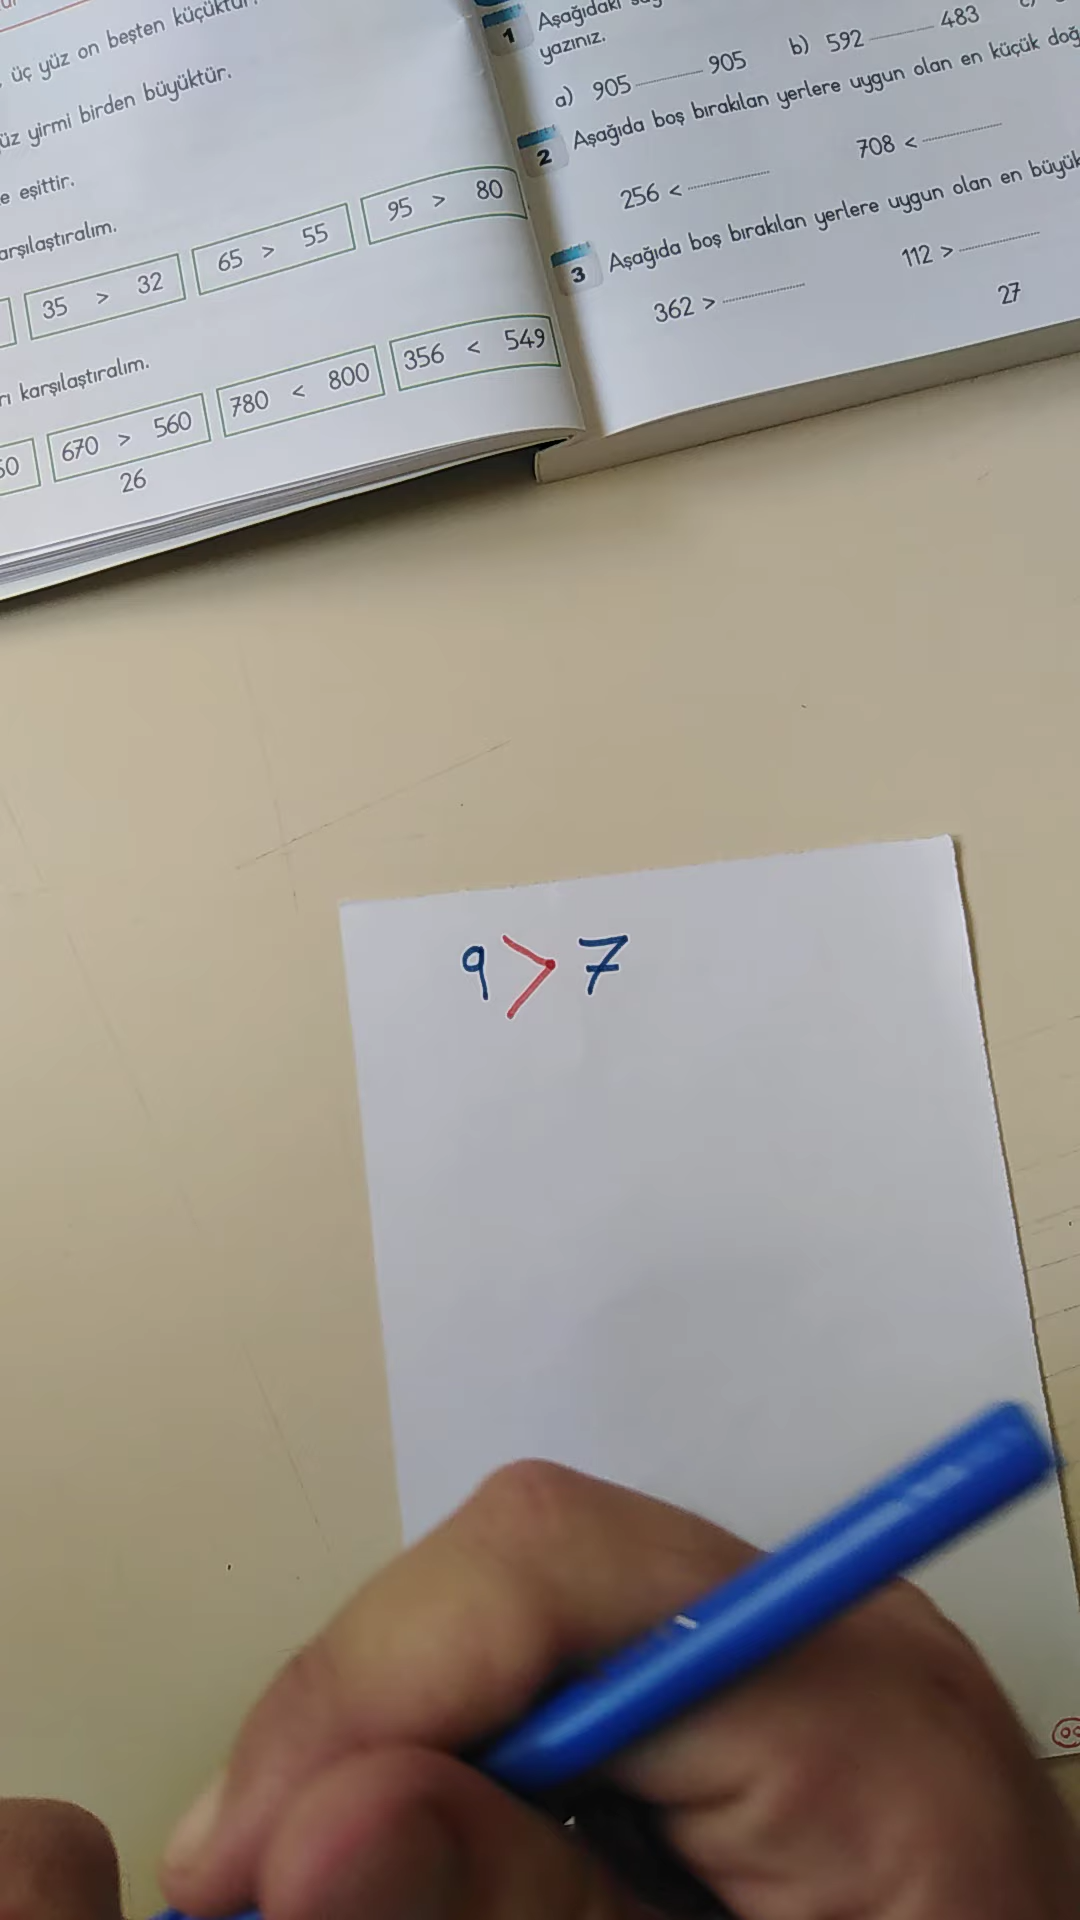 üç yüz on beşten küçüktür.
yüz yirmi birden büyüktür.
e eşittir.
arşılaştıralım.
35 > 32
65 > 55
95 > 80
rı karşılaştıralım.
50
670 > 560
780 < 800
356 < 549
26
1 Aşağıdaki
yazınız.
a) 905 ........ 905 b) 592 ........ 483
2 Aşağıda boş bırakılan yerlere uygun olan en küçük doğ
256 < ........ 708 < ........
3 Aşağıda boş bırakılan yerlere uygun olan en büyük
362 > ........ 112 > ........
27
9 > 7